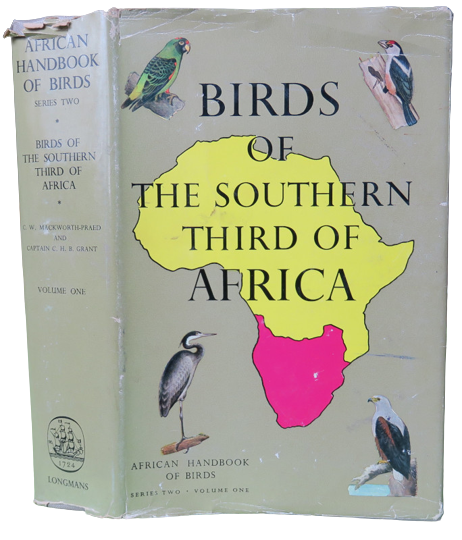 AFRICAN
HANDBOOK
OF BIRDS
SERIES TWO
BIRDS OF
THE SOUTHERN
THIRD OF
AFRICA
C. W. MACKWORTH-PRAED
AND
CAPTAIN C. H. B. GRANT
VOLUME ONE
1724
LONGMANS
BIRDS
OF
THE SOUTHERN
THIRD OF
AFRICA
AFRICAN HANDBOOK
OF BIRDS
SERIES TWO · VOLUME ONE